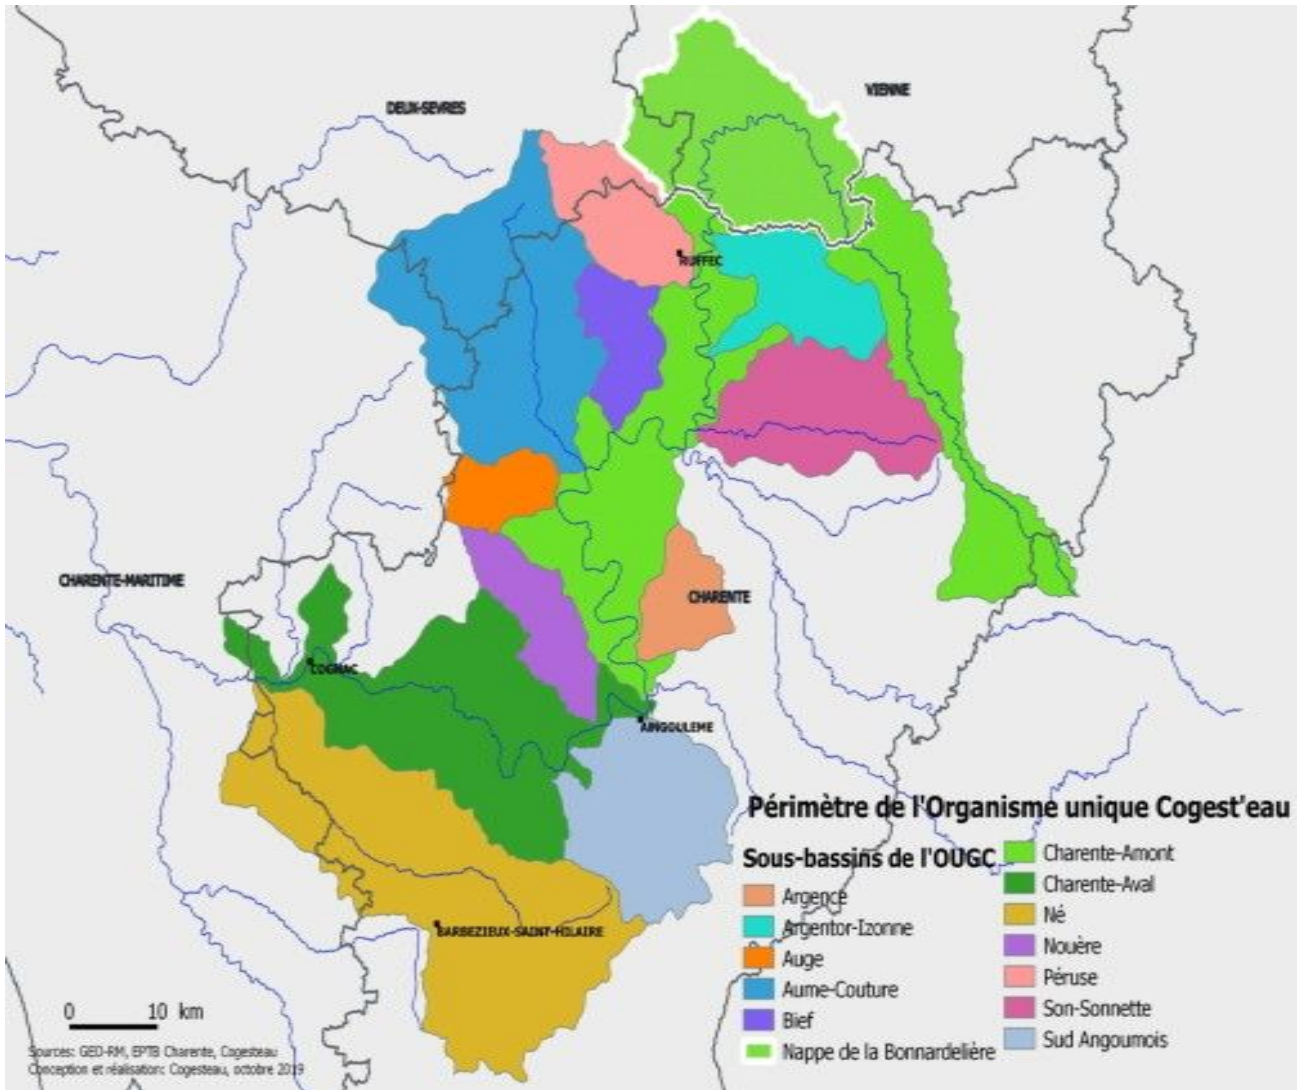 VIENNE
DEUX-SEVRES
RUFFEC
CHARENTE-MARITIME
CHARENTE
COGNAC
ANGOULEME
BARBEZIEUX-SAINT-HILAIRE
Périmètre de l'Organisme unique Cogest'eau
Sous-bassins de l'OUGC
Argence
Argentor-Izonne
Auge
Aume-Couture
Bief
Nappe de la Bonnardelière
Charente-Amont
Charente-Aval
Né
Nouère
Péruse
Son-Sonnette
Sud Angoumois
0 10 km
Sources: GEO-RM, EPTB Charente, Cogesteau
Conception et réalisation: Cogesteau, octobre 2019